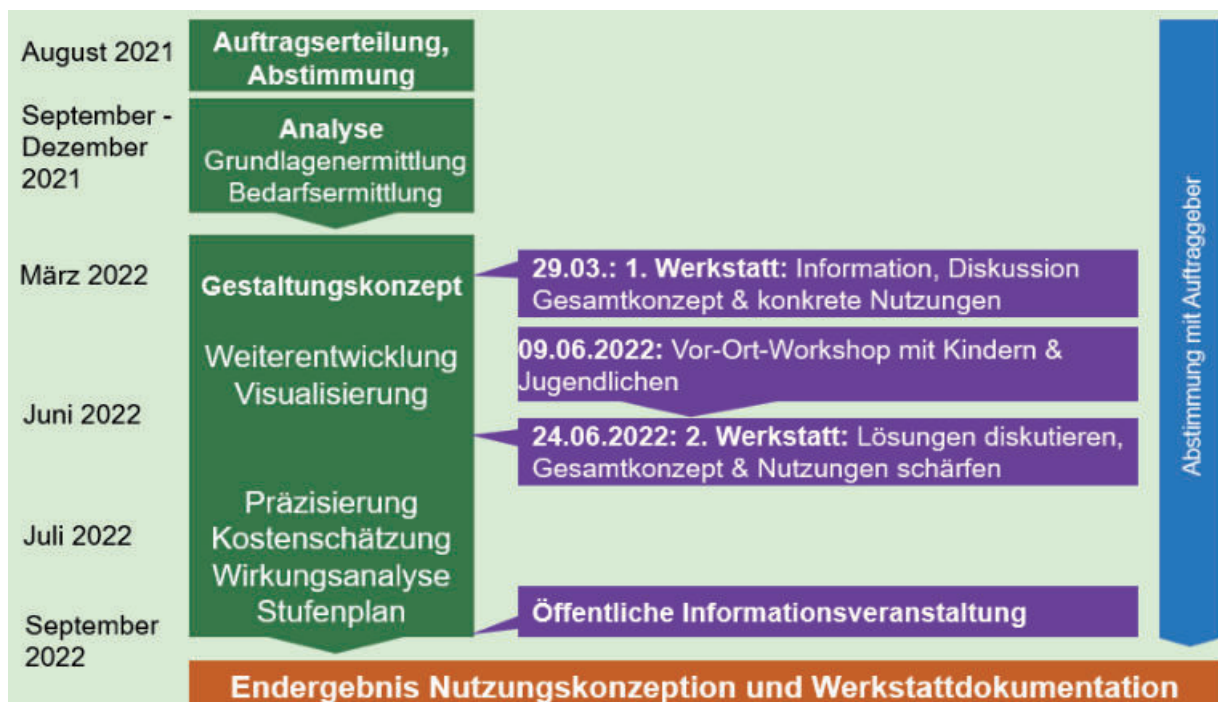 August 2021
Auftragserteilung,
Abstimmung
September -
Dezember
2021
Analyse
Grundlagenermittlung
Bedarfsermittlung
März 2022
Gestaltungskonzept
29.03.: 1. Werkstatt: Information, Diskussion
Gesamtkonzept & konkrete Nutzungen
Weiterentwicklung
Visualisierung
09.06.2022: Vor-Ort-Workshop mit Kindern &
Jugendlichen
Juni 2022
24.06.2022: 2. Werkstatt: Lösungen diskutieren,
Gesamtkonzept & Nutzungen schärfen
Juli 2022
Präzisierung
Kostenschätzung
Wirkungsanalyse
Stufenplan
September
2022
Öffentliche Informationsveranstaltung
Abstimmung mit Auftraggeber
Endergebnis Nutzungskonzeption und Werkstattdokumentation